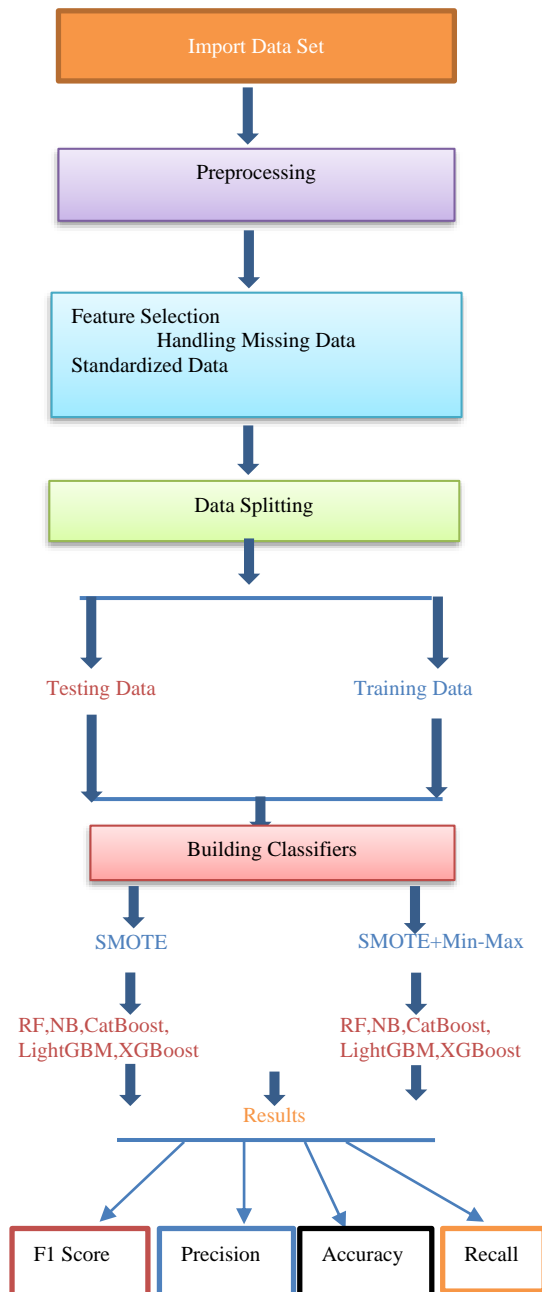 Import Data Set
Preprocessing
Feature Selection
Handling Missing Data
Standardized Data
Data Splitting
Testing Data
Training Data
Building Classifiers
SMOTE
SMOTE+Min-Max
RF,NB,CatBoost,
LightGBM,XGBoost
RF,NB,CatBoost,
LightGBM,XGBoost
Results
F1 Score
Precision
Accuracy
Recall